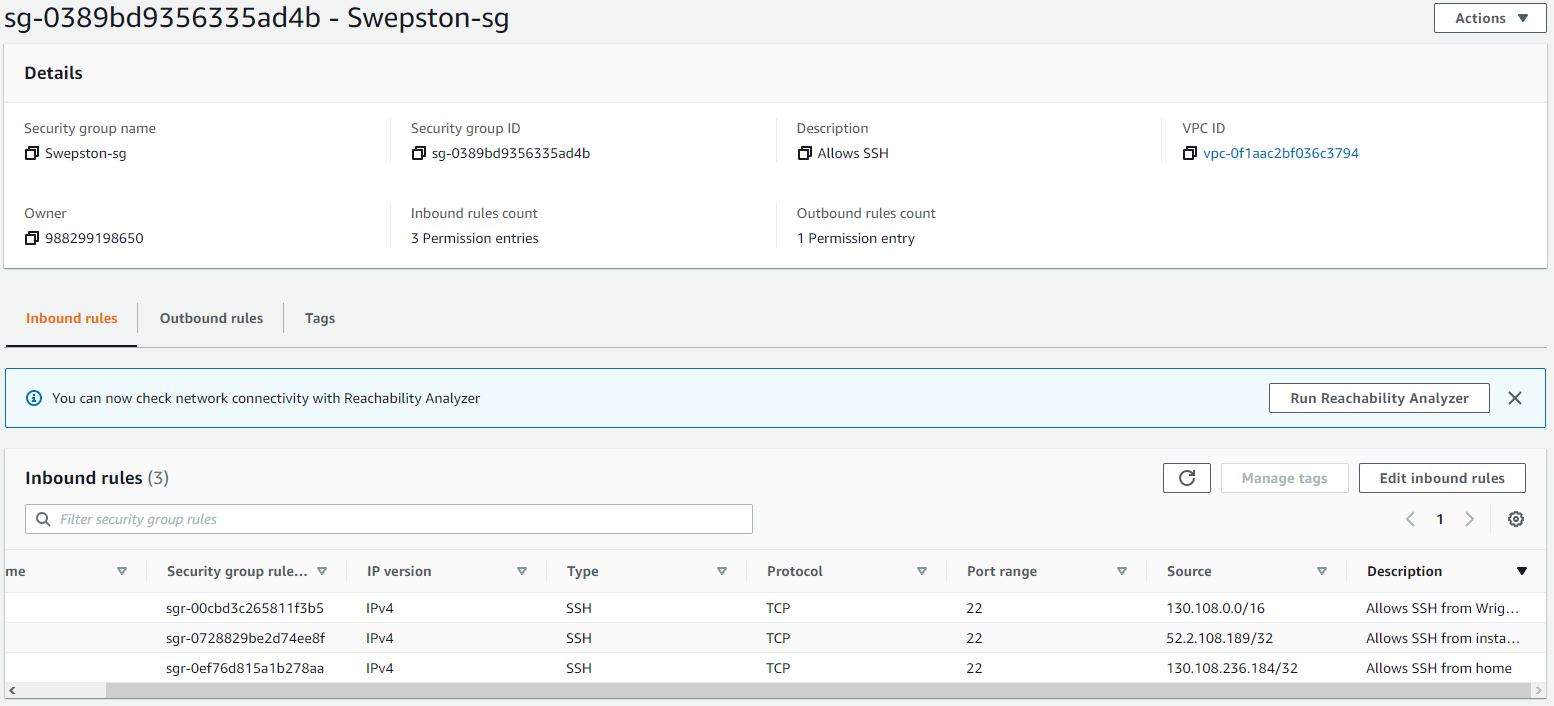 sg-0389bd9356335ad4b - Swepston-sg
Actions
Details
Security group name
Security group ID
Description
VPC ID
Swepston-sg
sg-0389bd9356335ad4b
Allows SSH
vpc-0f1aac2bf036c3794
Owner
Inbound rules count
Outbound rules count
988299198650
3 Permission entries
1 Permission entry
Inbound rules
Outbound rules
Tags
You can now check network connectivity with Reachability Analyzer
Run Reachability Analyzer
Inbound rules (3)
Manage tags
Edit inbound rules
Filter security group rules
1
me Security group rule... IP version Type Protocol Port range Source Description
sgr-00cbd3c265811f3b5 IPv4 SSH TCP 22 130.108.0.0/16 Allows SSH from Wrig...
sgr-0728829be2d74ee8f IPv4 SSH TCP 22 52.2.108.189/32 Allows SSH from insta...
sgr-0ef76d815a1b278aa IPv4 SSH TCP 22 130.108.236.184/32 Allows SSH from home